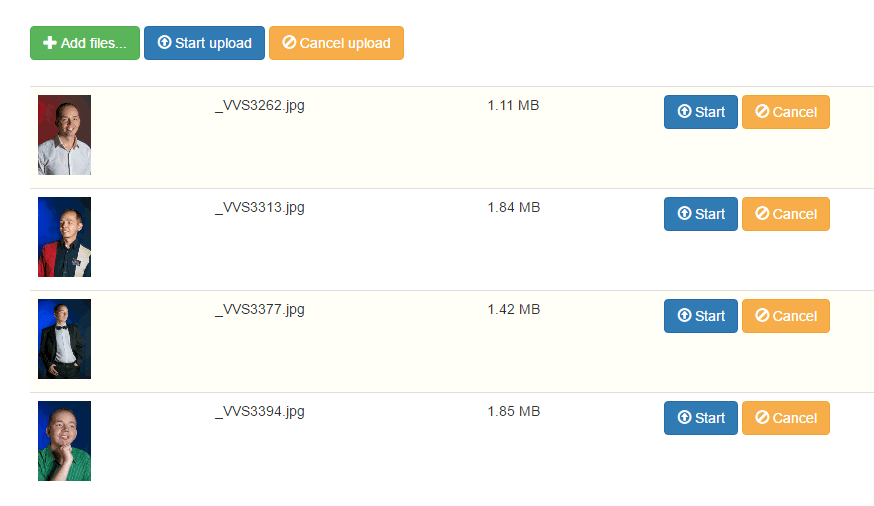 Add files... Start upload Cancel upload
_VVS3262.jpg 1.11 MB Start Cancel
_VVS3313.jpg 1.84 MB Start Cancel
_VVS3377.jpg 1.42 MB Start Cancel
_VVS3394.jpg 1.85 MB Start Cancel